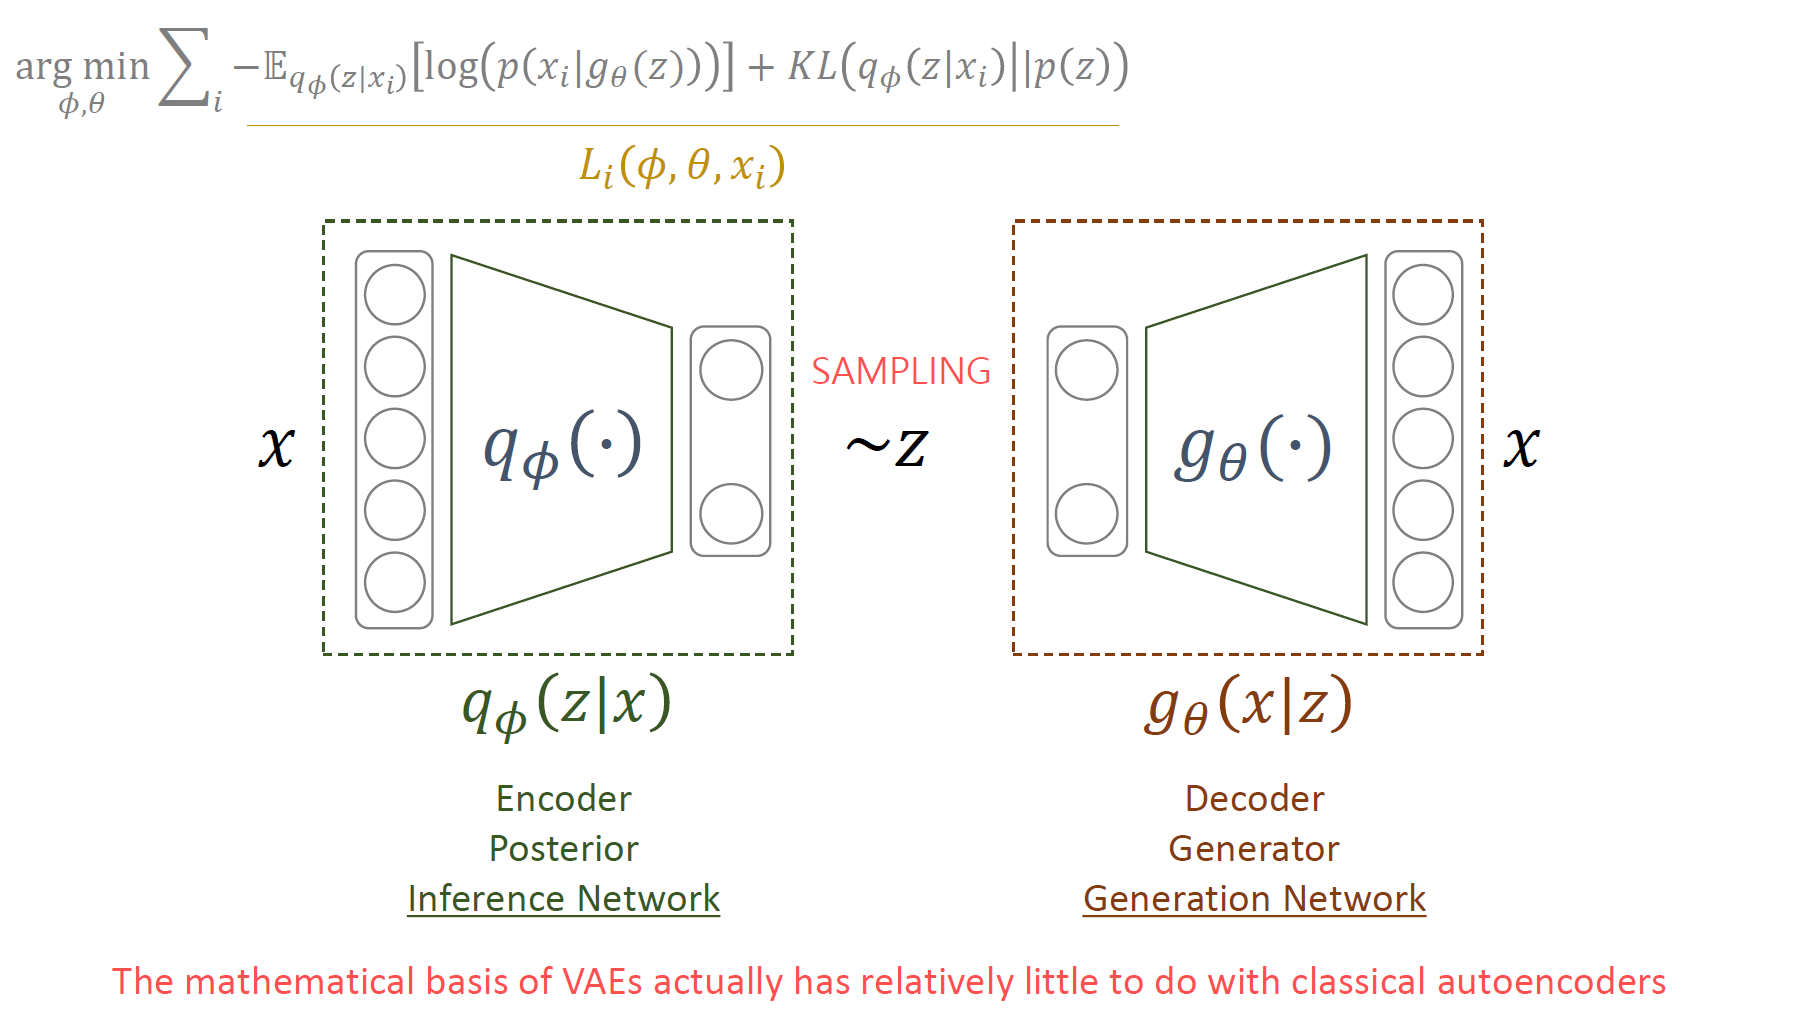 arg min ∑ᵢ −𝔼_{q_ϕ(z|x_i)}[log(p(x_i|g_θ(z)))] + KL(q_ϕ(z|x_i)||p(z))
ϕ,θ
L_i(ϕ, θ, x_i)
SAMPLING
x
q_ϕ(·)
~z
g_θ(·)
x
q_ϕ(z|x)
g_θ(x|z)
Encoder
Posterior
Inference Network
Decoder
Generator
Generation Network
The mathematical basis of VAEs actually has relatively little to do with classical autoencoders